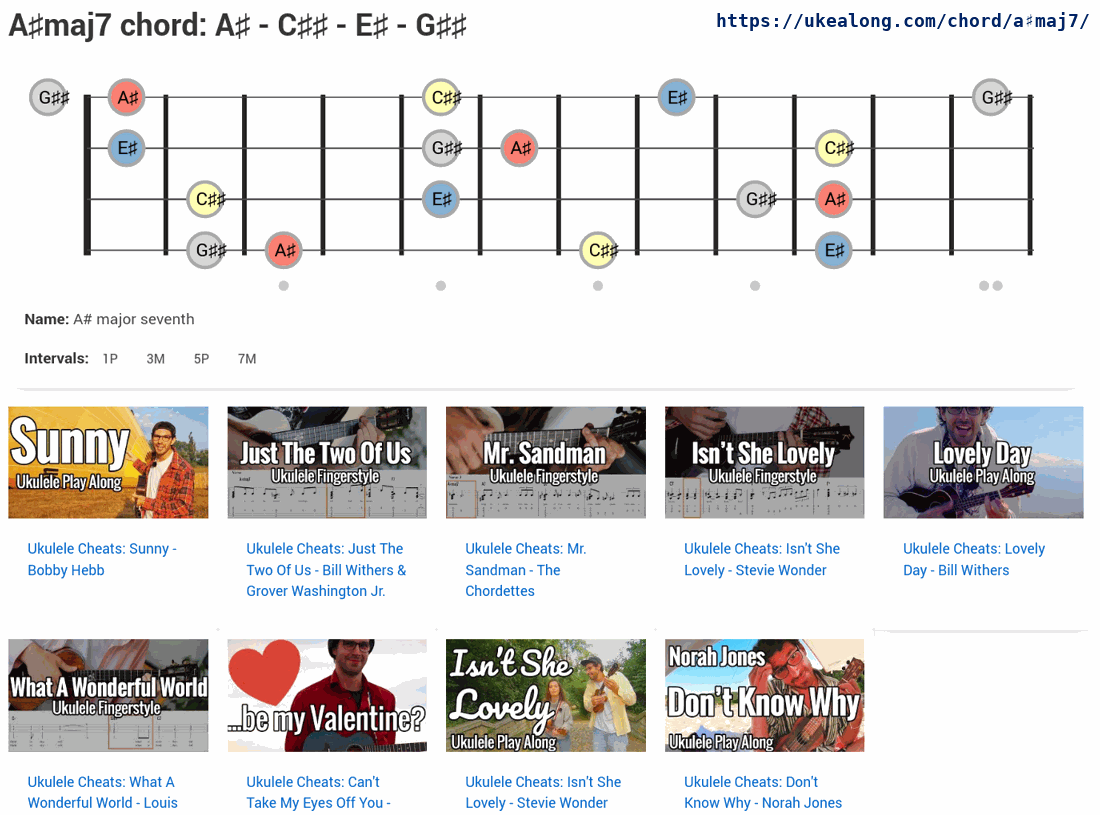 A♯maj7 chord: A♯ - C♯♯ - E♯ - G♯♯
https://ukealong.com/chord/a♯maj7/
G♯♯ A♯ C♯♯ E♯ G♯♯
E♯ G♯♯ A♯ C♯♯
C♯♯ E♯ G♯♯ A♯
G♯♯ A♯ C♯♯ E♯
Name: A# major seventh
Intervals: 1P 3M 5P 7M
Sunny
Ukulele Play Along
Just The Two Of Us
Ukulele Fingerstyle
Mr. Sandman
Ukulele Fingerstyle
Isn't She Lovely
Ukulele Fingerstyle
Lovely Day
Ukulele Play Along
Ukulele Cheats: Sunny -
Bobby Hebb
Ukulele Cheats: Just The
Two Of Us - Bill Withers &
Grover Washington Jr.
Ukulele Cheats: Mr.
Sandman - The
Chordettes
Ukulele Cheats: Isn't She
Lovely - Stevie Wonder
Ukulele Cheats: Lovely
Day - Bill Withers
What A Wonderful World
Ukulele Fingerstyle
...be my Valentine?
Isn't She
Lovely
Ukulele Play Along
Norah Jones
Don't Know Why
Ukulele Play Along
Ukulele Cheats: What A
Wonderful World - Louis
Ukulele Cheats: Can't
Take My Eyes Off You -
Ukulele Cheats: Isn't She
Lovely - Stevie Wonder
Ukulele Cheats: Don't
Know Why - Norah Jones